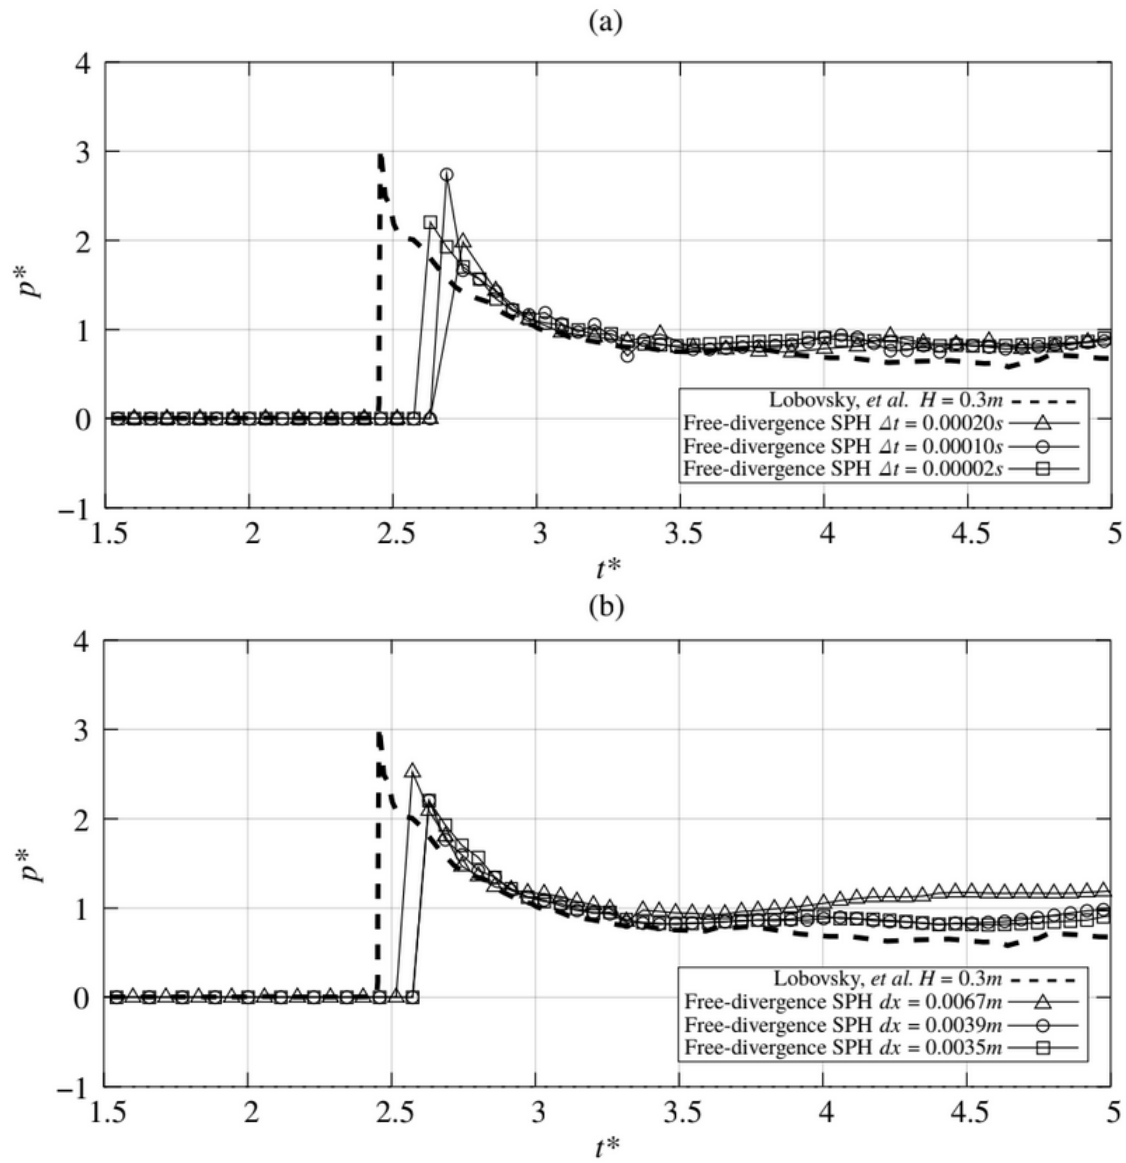 (a)
4
3
2
1
0
−1
p*
Lobovsky, et al. H = 0.3m
Free-divergence SPH Δt = 0.00020s
Free-divergence SPH Δt = 0.00010s
Free-divergence SPH Δt = 0.00002s
1.5 2 2.5 3 3.5 4 4.5 5
t*
(b)
4
3
2
1
0
−1
p*
Lobovsky, et al. H = 0.3m
Free-divergence SPH dx = 0.0067m
Free-divergence SPH dx = 0.0039m
Free-divergence SPH dx = 0.0035m
1.5 2 2.5 3 3.5 4 4.5 5
t*